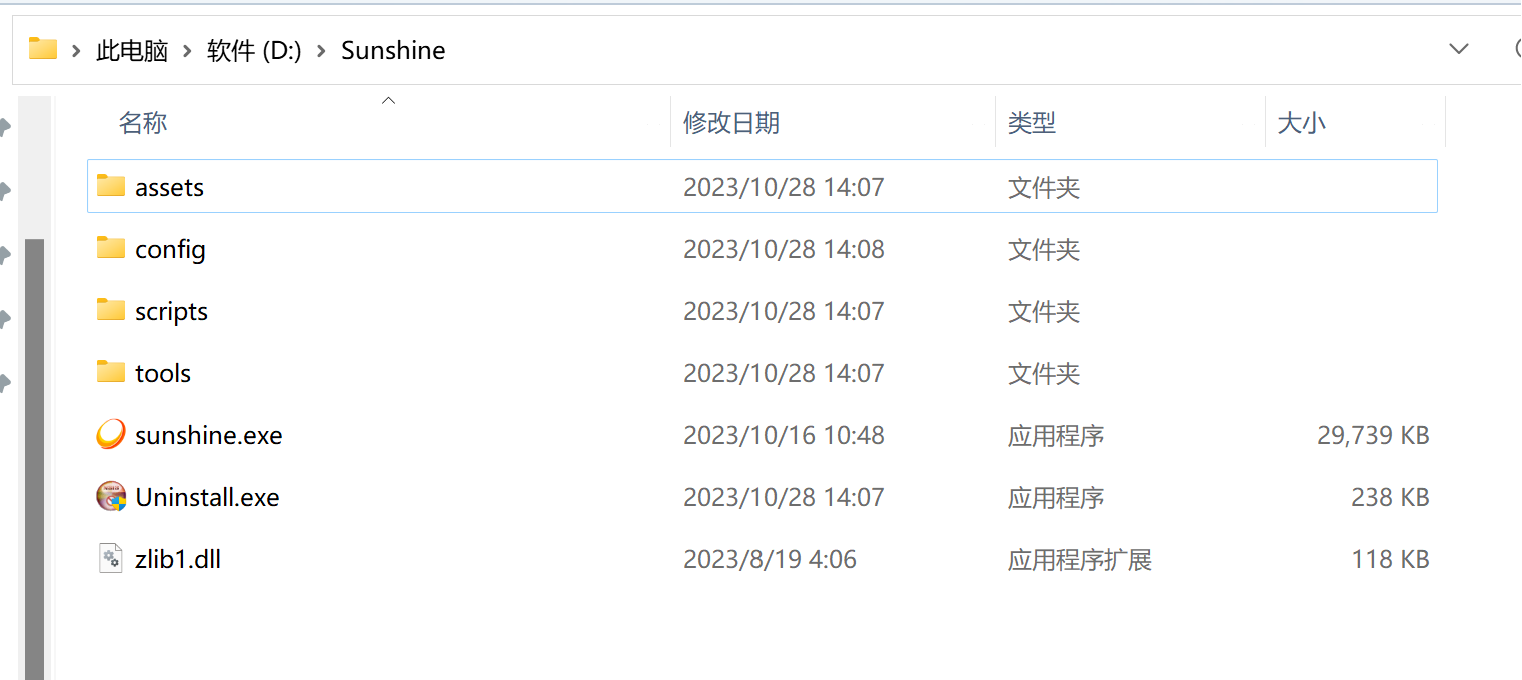 此电脑 > 软件 (D:) > Sunshine
名称 修改日期 类型 大小
assets 2023/10/28 14:07 文件夹
config 2023/10/28 14:08 文件夹
scripts 2023/10/28 14:07 文件夹
tools 2023/10/28 14:07 文件夹
sunshine.exe 2023/10/16 10:48 应用程序 29,739 KB
Uninstall.exe 2023/10/28 14:07 应用程序 238 KB
zlib1.dll 2023/8/19 4:06 应用程序扩展 118 KB